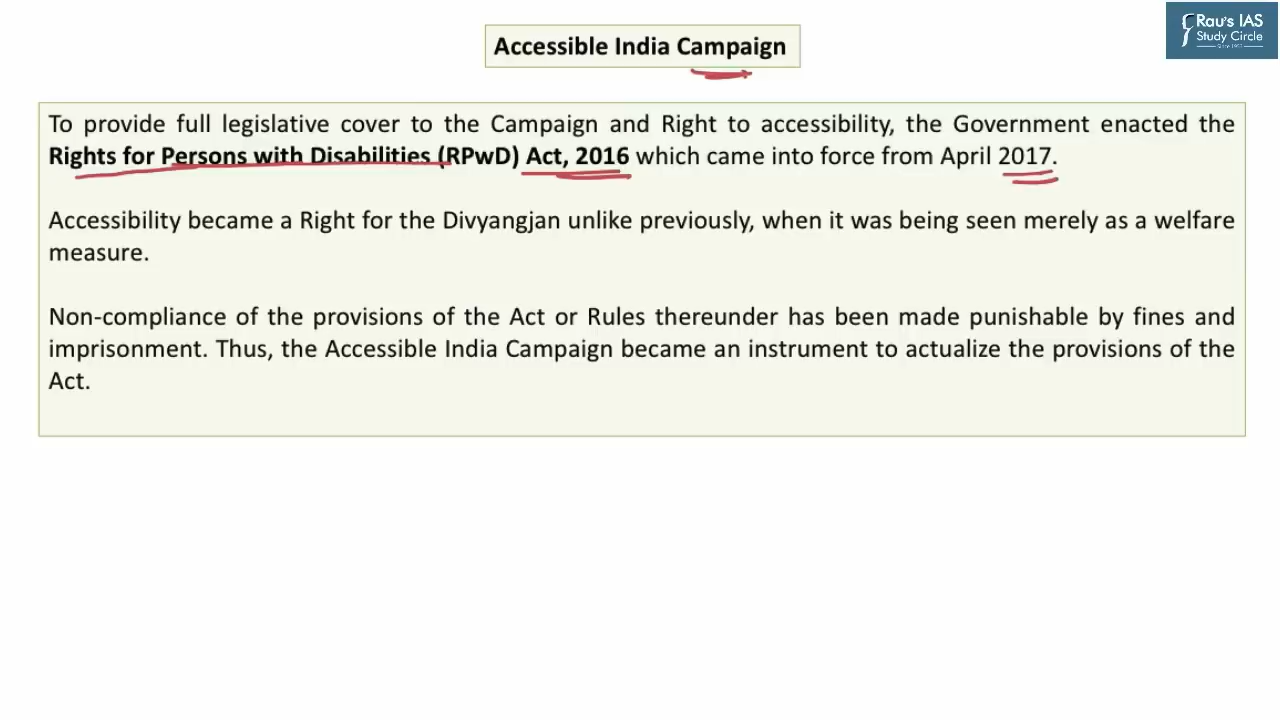 Accessible India Campaign
Rau's IAS
Study Circle
Since 1953
To provide full legislative cover to the Campaign and Right to accessibility, the Government enacted the
Rights for Persons with Disabilities (RPwD) Act, 2016 which came into force from April 2017.
Accessibility became a Right for the Divyangjan unlike previously, when it was being seen merely as a welfare
measure.
Non-compliance of the provisions of the Act or Rules thereunder has been made punishable by fines and
imprisonment. Thus, the Accessible India Campaign became an instrument to actualize the provisions of the
Act.